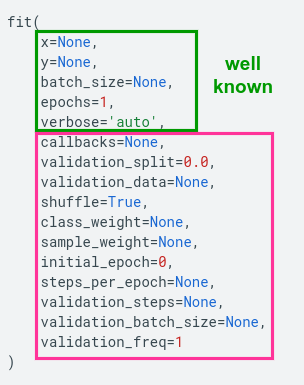 fit(
x=None,
y=None,
batch_size=None,
epochs=1,
verbose='auto',
callbacks=None,
validation_split=0.0,
validation_data=None,
shuffle=True,
class_weight=None,
sample_weight=None,
initial_epoch=0,
steps_per_epoch=None,
validation_steps=None,
validation_batch_size=None,
validation_freq=1
)
well
known